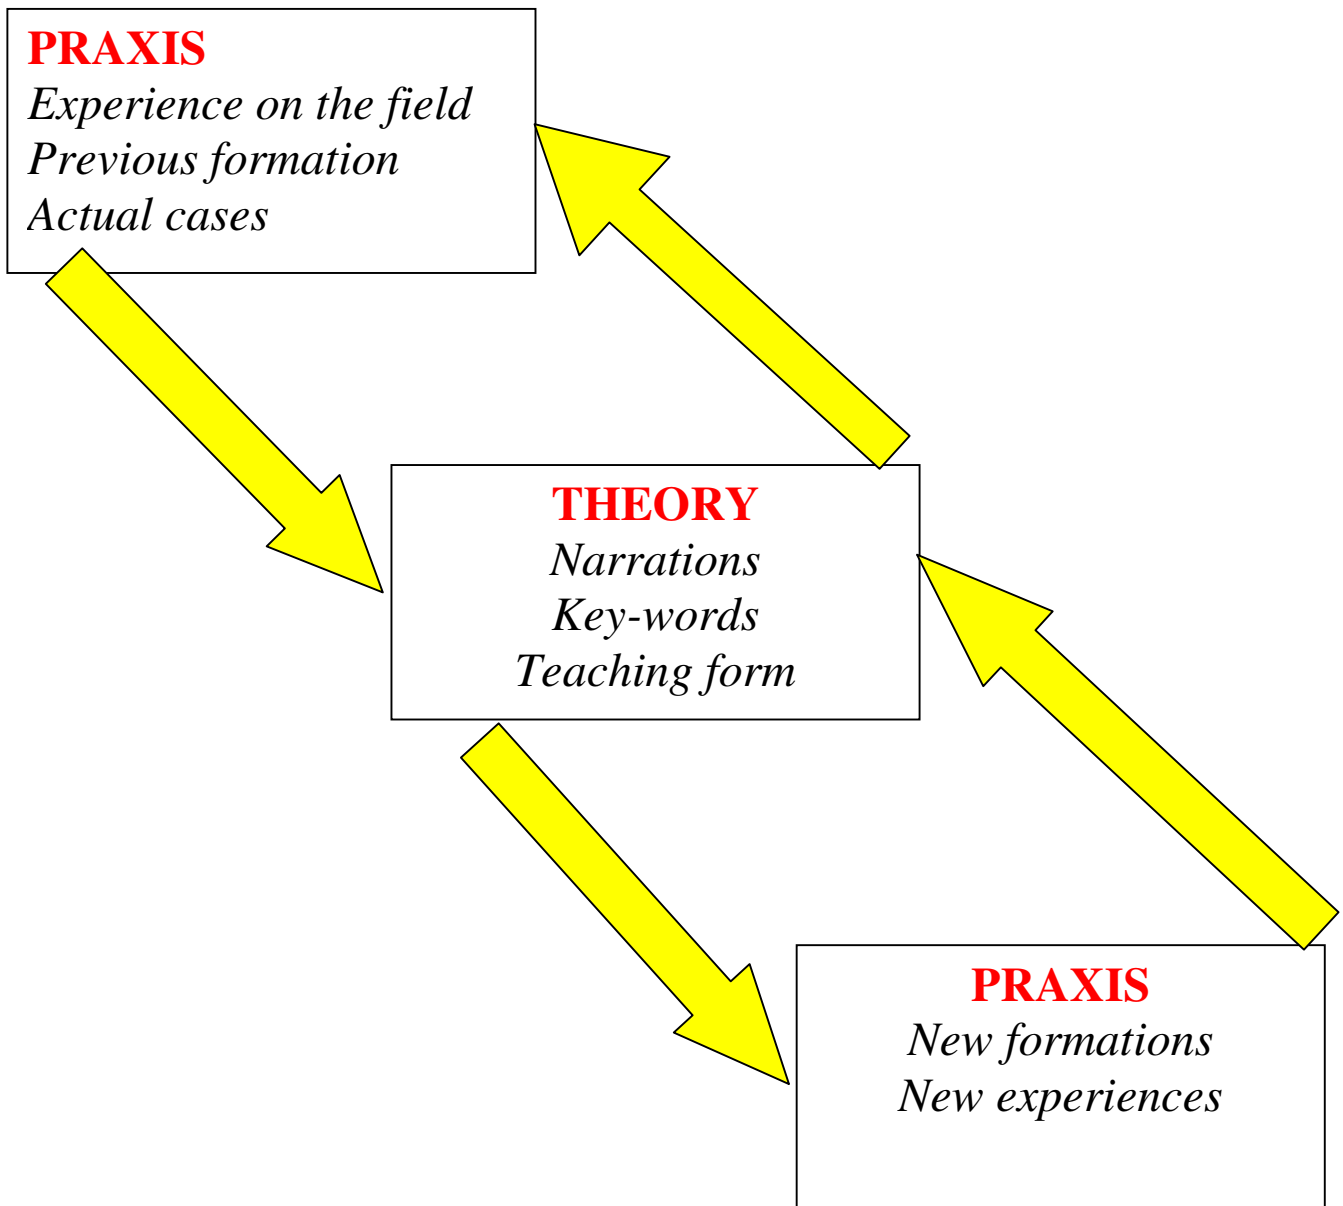 PRAXIS
Experience on the field
Previous formation
Actual cases
THEORY
Narrations
Key-words
Teaching form
PRAXIS
New formations
New experiences